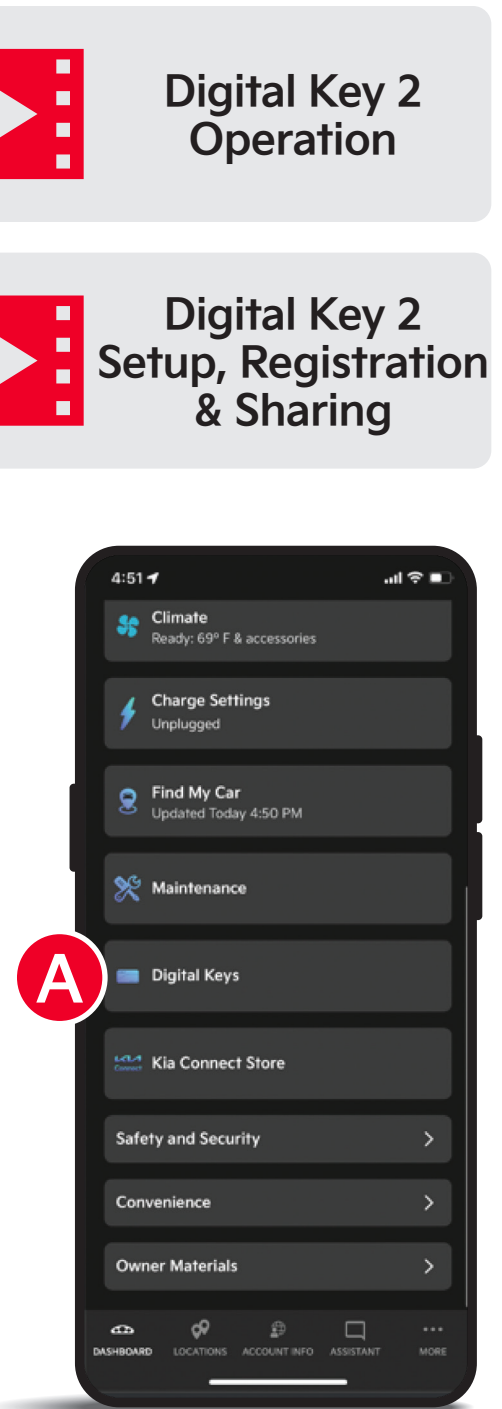 Digital Key 2
Operation
Digital Key 2
Setup, Registration
& Sharing
4:51
Climate
Ready: 69° F & accessories
Charge Settings
Unplugged
Find My Car
Updated Today 4:50 PM
Maintenance
A
Digital Keys
Kia Connect Store
Safety and Security
Convenience
Owner Materials
DASHBOARD LOCATIONS ACCOUNT INFO ASSISTANT MORE